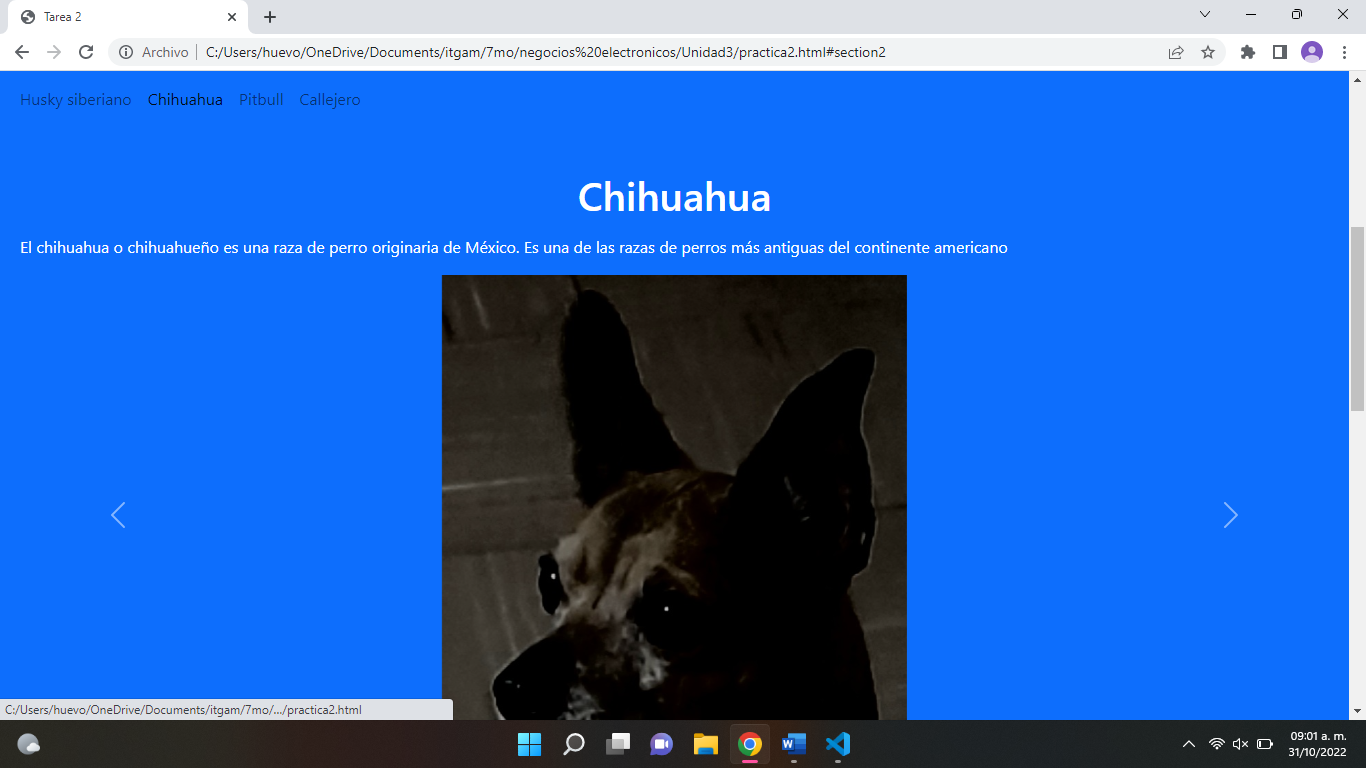 Tarea 2
Archivo
C:/Users/huevo/OneDrive/Documents/itgam/7mo/negocios%20electronicos/Unidad3/practica2.html#section2
Husky siberiano Chihuahua Pitbull Callejero
Chihuahua
El chihuahua o chihuahueño es una raza de perro originaria de México. Es una de las razas de perros más antiguas del continente americano
C:/Users/huevo/OneDrive/Documents/itgam/7mo/.../practica2.html
09:01 a. m.
31/10/2022